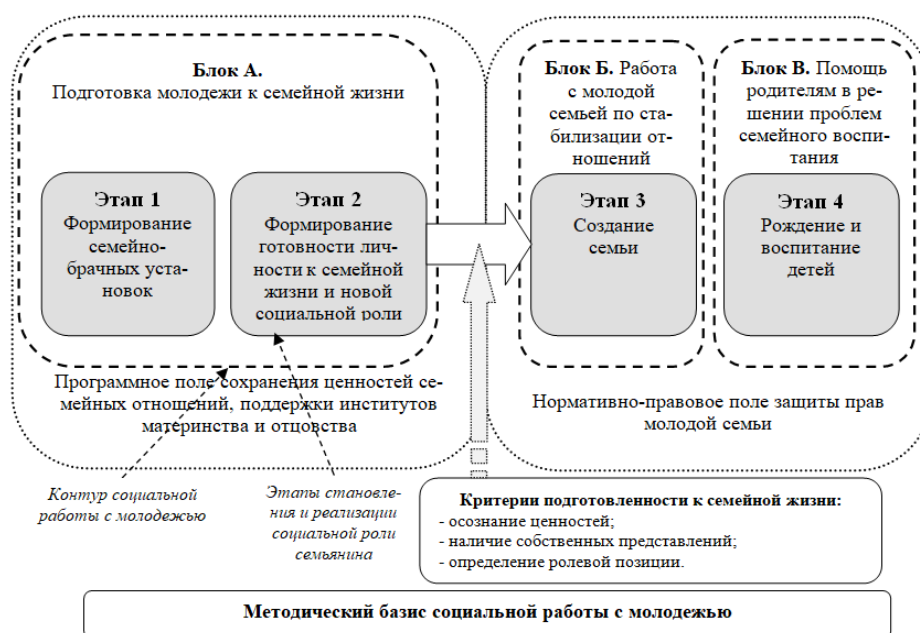 Блок А.
Подготовка молодежи к семейной жизни
Этап 1
Формирование
семейно-
брачных уста-
новок
Этап 2
Формирование
готовности лич-
ности к семейной
жизни и новой
социальной роли
Блок Б. Работа
с молодой
семьей по ста-
билизации от-
ношений
Этап 3
Создание
семьи
Блок В. Помощь
родителям в ре-
шении проблем
семейного воспи-
тания
Этап 4
Рождение и
воспитание
детей
Программное поле сохранения ценностей се-
мейных отношений, поддержки институтов
материнства и отцовства
Нормативно-правовое поле защиты прав
молодой семьи
Контур социальной
работы с молодежью
Этапы становле-
ния и реализации
социальной роли
семьянина
Критерии подготовленности к семейной жизни:
- осознание ценностей;
- наличие собственных представлений;
- определение ролевой позиции.
Методический базис социальной работы с молодежью